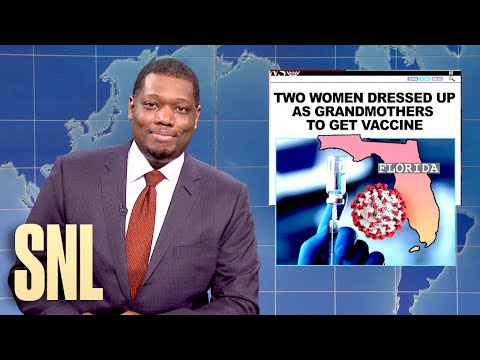 TWO WOMEN DRESSED UP
AS GRANDMOTHERS
TO GET VACCINE
FLORIDA
SNL